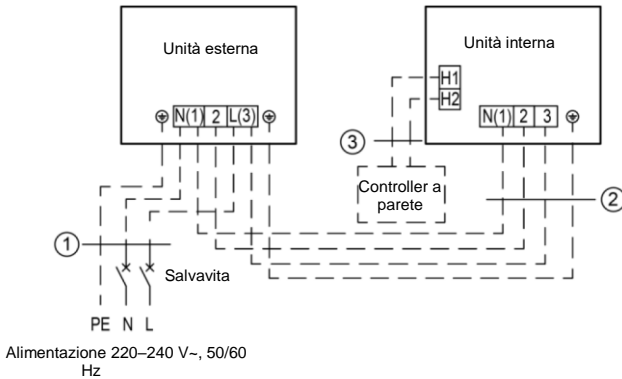 Unità esterna
Unità interna
H1
H2
N(1) 2 L(3)
N(1) 2 3
3
Controller a
parete
2
1
Salvavita
PE N L
Alimentazione 220–240 V~, 50/60
Hz